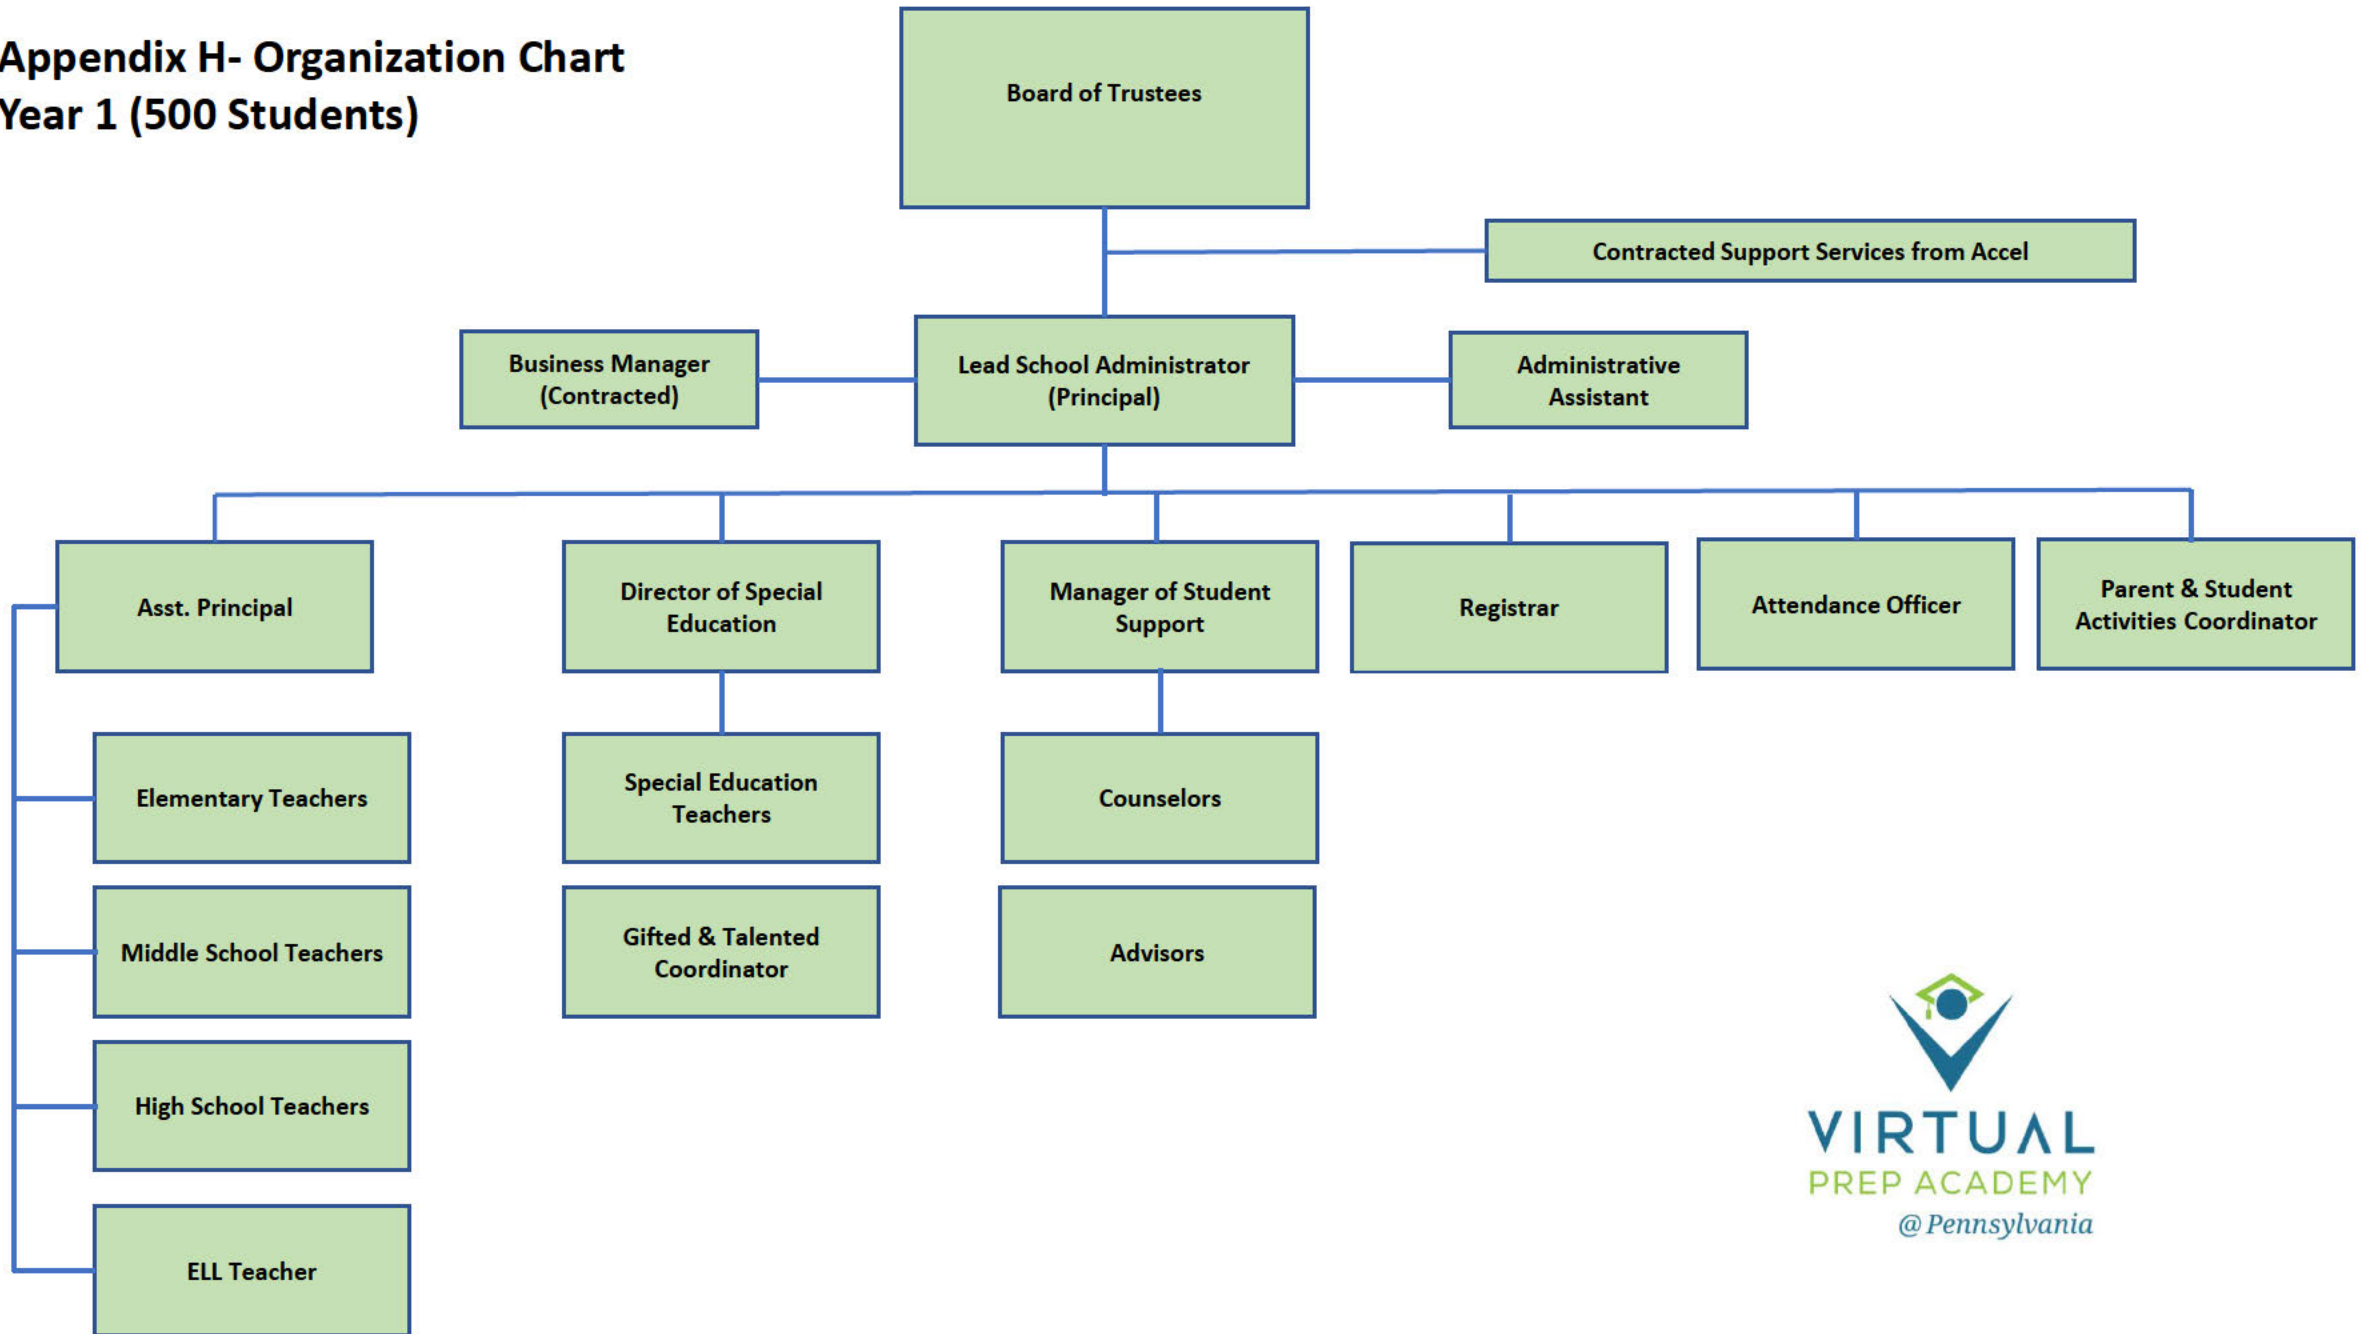 Appendix H- Organization Chart
Year 1 (500 Students)
Board of Trustees
Contracted Support Services from Accel
Business Manager
(Contracted)
Lead School Administrator
(Principal)
Administrative
Assistant
Asst. Principal
Director of Special
Education
Manager of Student
Support
Registrar
Attendance Officer
Parent & Student
Activities Coordinator
Elementary Teachers
Special Education
Teachers
Counselors
Middle School Teachers
Gifted & Talented
Coordinator
Advisors
High School Teachers
ELL Teacher
VIRTUAL
PREP ACADEMY
@Pennsylvania